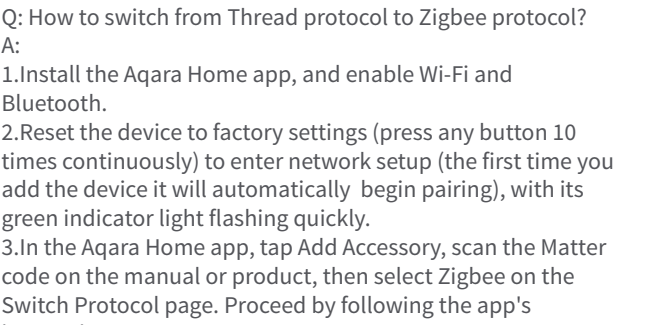 Q: How to switch from Thread protocol to Zigbee protocol?
A:
1.Install the Aqara Home app, and enable Wi-Fi and
Bluetooth.
2.Reset the device to factory settings (press any button 10
times continuously) to enter network setup (the first time you
add the device it will automatically  begin pairing), with its
green indicator light flashing quickly.
3.In the Aqara Home app, tap Add Accessory, scan the Matter
code on the manual or product, then select Zigbee on the
Switch Protocol page. Proceed by following the app's